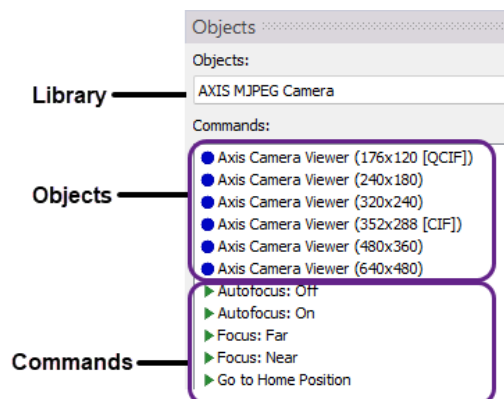 Objects
Objects:
Library
AXIS MJPEG Camera
Commands:
Axis Camera Viewer (176x120 [QCIF])
Axis Camera Viewer (240x180)
Objects
Axis Camera Viewer (320x240)
Axis Camera Viewer (352x288 [CIF])
Axis Camera Viewer (480x360)
Axis Camera Viewer (640x480)
Autofocus: Off
Autofocus: On
Focus: Far
Commands
Focus: Near
Go to Home Position